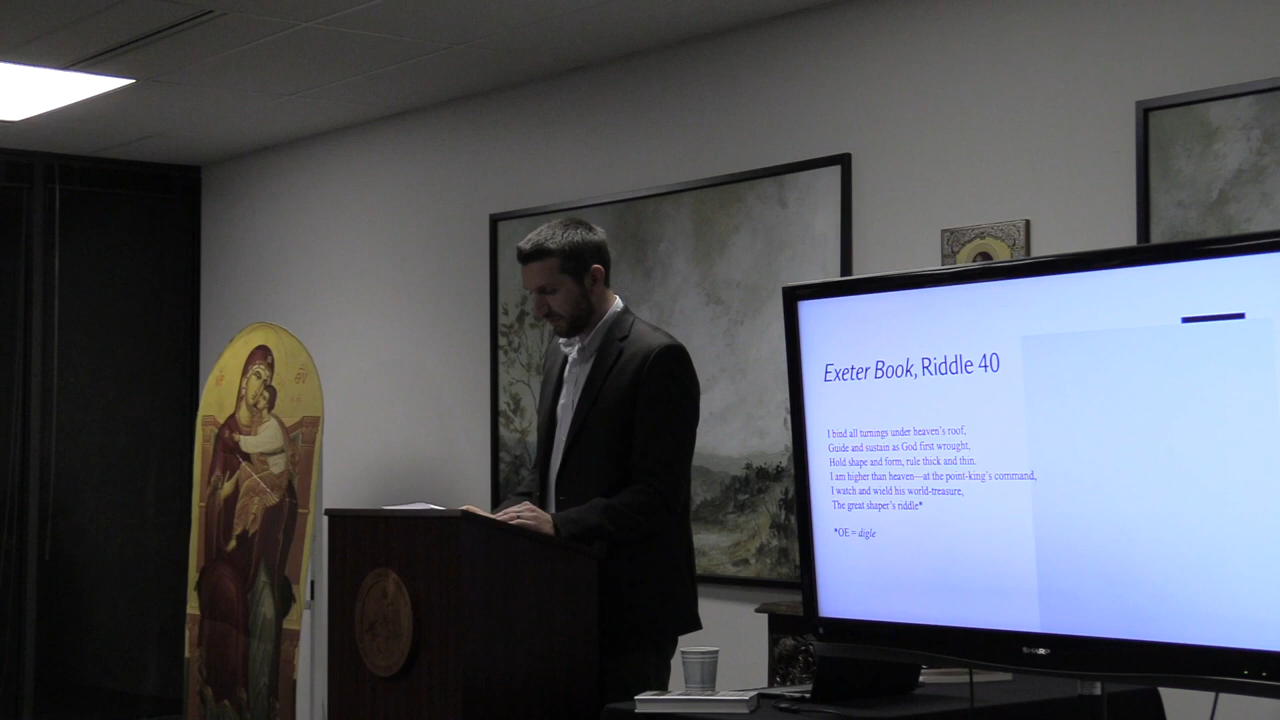 Exeter Book, Riddle 40
I bind all turnings under heaven's roof,
Guide and sustain as God first wrought,
Hold shape and form, rule thick and thin.
I am higher than heaven—at the point-king's command,
I watch and wield his world-treasure,
The great shaper's riddle*
*OE = digle
SHARP